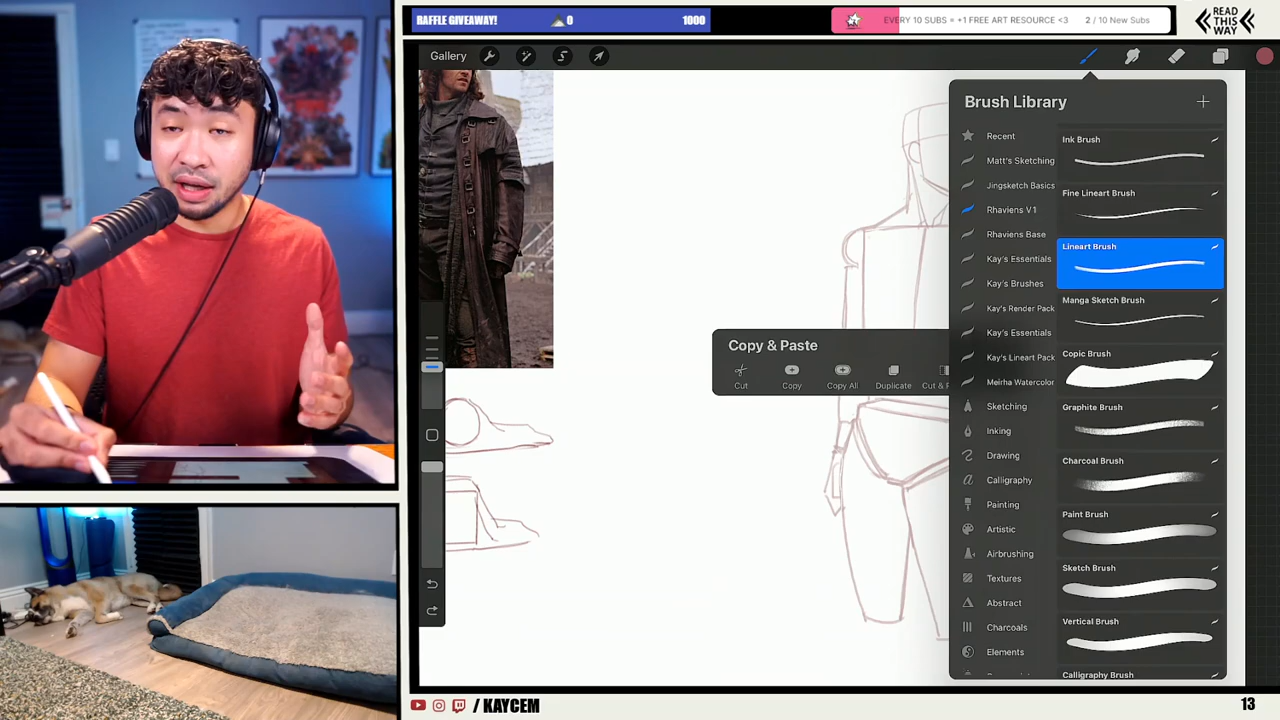 RAFFLE GIVEAWAY!
0
1000
EVERY 10 SUBS = +1 FREE ART RESOURCE <3
2 / 10 New Subs
READ
THIS
WAY
Gallery
Brush Library
Recent
Matt's Sketching
Jingsketch Basics
Rhaviens V1
Rhaviens Base
Kay's Essentials
Kay's Brushes
Kay's Render Pack
Kay's Essentials
Kay's Lineart Pack
Meirha Watercolor
Sketching
Inking
Drawing
Calligraphy
Painting
Artistic
Airbrushing
Textures
Abstract
Charcoals
Elements
Ink Brush
Fine Lineart Brush
Lineart Brush
Manga Sketch Brush
Copic Brush
Graphite Brush
Charcoal Brush
Paint Brush
Sketch Brush
Vertical Brush
Calligraphy Brush
Copy & Paste
Cut
Copy
Copy All
Duplicate
Cut &
/ KAYCEM
13